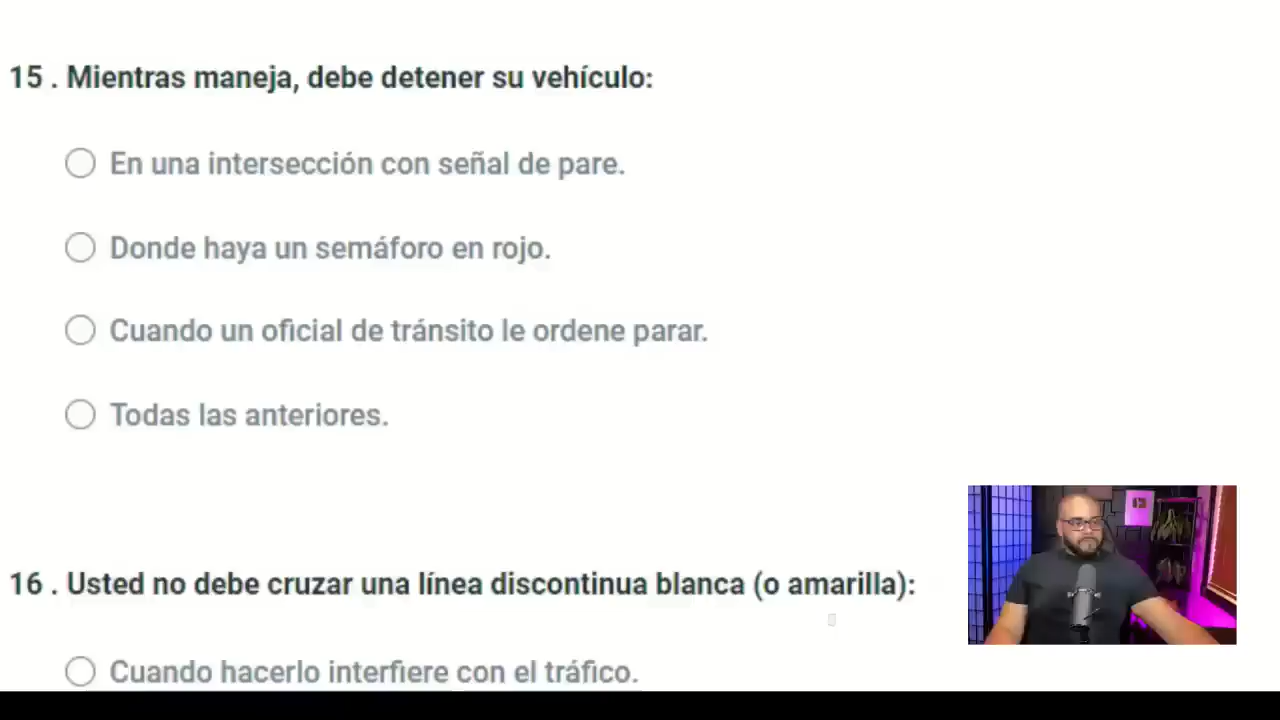 15 . Mientras maneja, debe detener su vehículo:
En una intersección con señal de pare.
Donde haya un semáforo en rojo.
Cuando un oficial de tránsito le ordene parar.
Todas las anteriores.
16 . Usted no debe cruzar una línea discontinua blanca (o amarilla):
Cuando hacerlo interfiere con el tráfico.